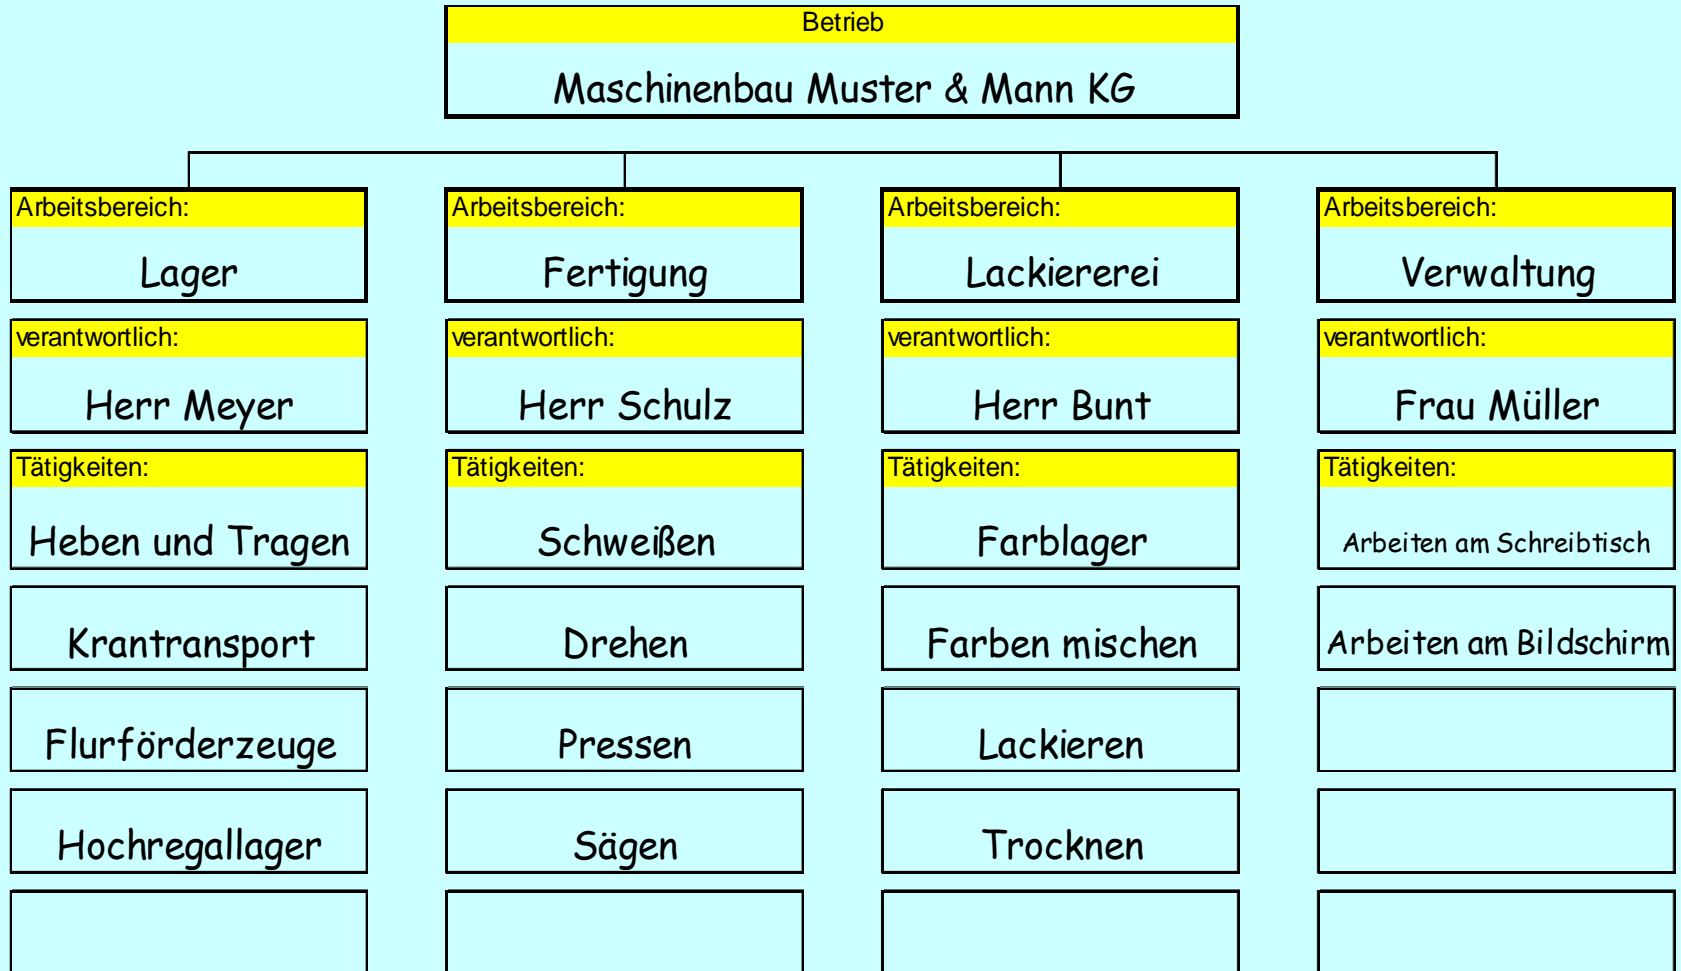 Betrieb
Maschinenbau Muster & Mann KG
Arbeitsbereich:
Lager
verantwortlich:
Herr Meyer
Tätigkeiten:
Heben und Tragen
Krantransport
Flurförderzeuge
Hochregallager
Arbeitsbereich:
Fertigung
verantwortlich:
Herr Schulz
Tätigkeiten:
Schweißen
Drehen
Pressen
Sägen
Arbeitsbereich:
Lackiererei
verantwortlich:
Herr Bunt
Tätigkeiten:
Farblager
Farben mischen
Lackieren
Trocknen
Arbeitsbereich:
Verwaltung
verantwortlich:
Frau Müller
Tätigkeiten:
Arbeiten am Schreibtisch
Arbeiten am Bildschirm